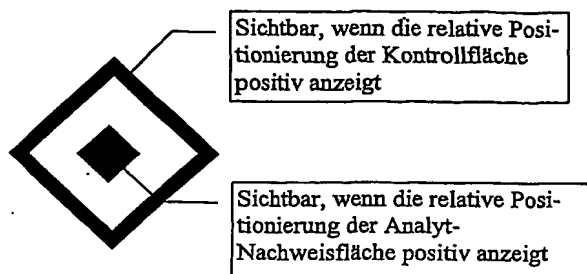 Sichtbar, wenn die relative Posi-
tionierung der Kontrollfläche
positiv anzeigt
Sichtbar, wenn die relative Posi-
tionierung der Analyt-
Nachweisfläche positiv anzeigt